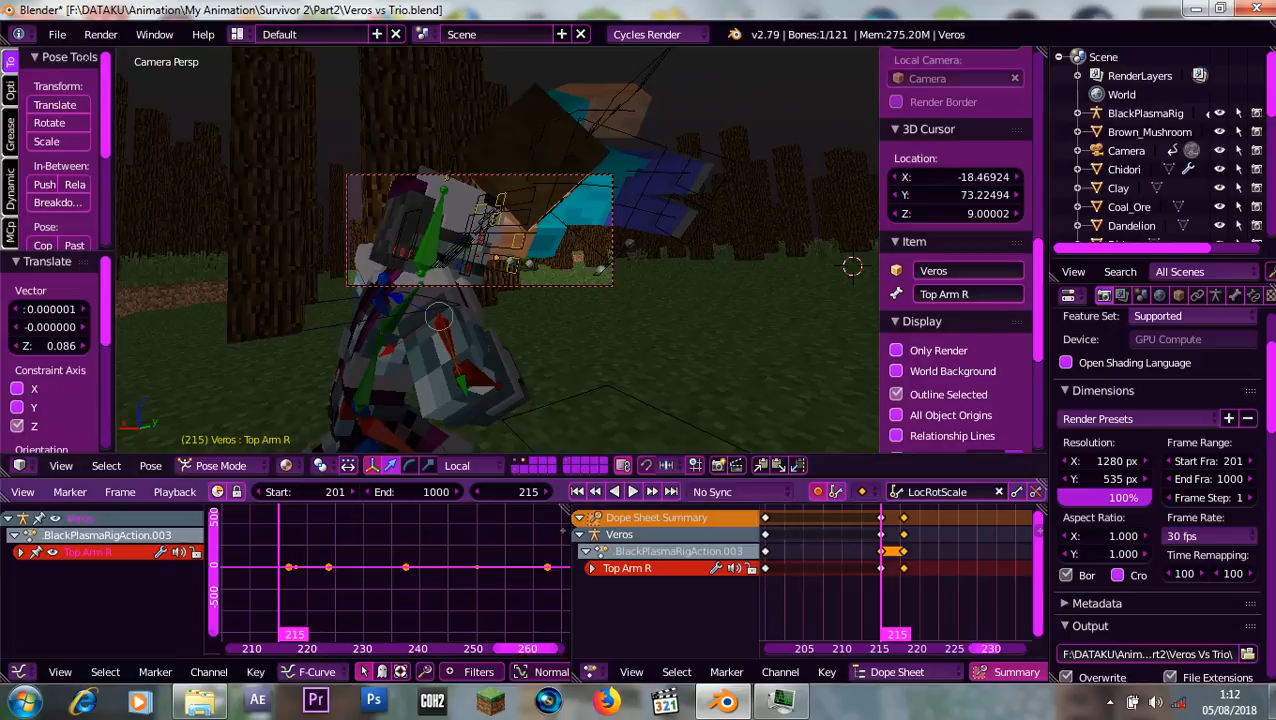 Blender* [F:\DATAKU\Animation\My Animation\Survivor 2\Part2\Veros vs Trio.blend]
File Render Window Help Default Scene Cycles Render v2.79 | Bones:1/121 | Mem:275.20M | Veros
Camera Persp
To
Opti
Grease
Dynamic
MCp
Pose Tools
Transform:
Translate
Rotate
Scale
In-Between:
Push Rela
Breakdo...
Pose:
Cop Past
Translate
Vector
: 0.000001
-0.000000
Z: 0.086
Constraint Axis
X
Y
Z
Orientation
(215) Veros : Top Arm R
Local Camera:
Camera
Render Border
3D Cursor
Location:
X: -18.46924
Y: 73.22499
Z: 9.00002
Item
Veros
Top Arm R
Display
Only Render
World Background
Outline Selected
All Object Origins
Relationship Lines
Scene
RenderLayers
World
BlackPlasmaRig
Brown_Mushroom
Camera
Chidori
Clay
Coal_Ore
Dandelion
View Search All Scenes
Feature Set: Supported
Device: GPU Compute
Open Shading Language
Dimensions
Render Presets
Resolution: Frame Range:
X: 1280 px Start Fra: 201
Y: 535 px End Fra: 1000
100% Frame Step: 1
Aspect Ratio: Frame Rate:
X: 1.000 30 fps
Y: 1.000 Time Remapping:
Bor Cro 100 100
Metadata
Output
F:\DATAKU\Anim...rt2\Veros Vs Trio\
Overwrite File Extensions
View Select Pose Pose Mode Local
View Marker Frame Playback Start: 201 End: 1000 215 No Sync LocRotScale
Veros
.BlackPlasmaRigAction.003
Top Arm R
500
0
-500
215
210 220 230 240 250 260
Dope Sheet Summary
Veros
.BlackPlasmaRigAction.003
Top Arm R
215
205 210 215 220 225 230
View Select Marker Channel Key F-Curve Filters Normal
View Select Marker Channel Key Dope Sheet Summary
Ae Pr Ps COH2 321
1:12
05/08/2018